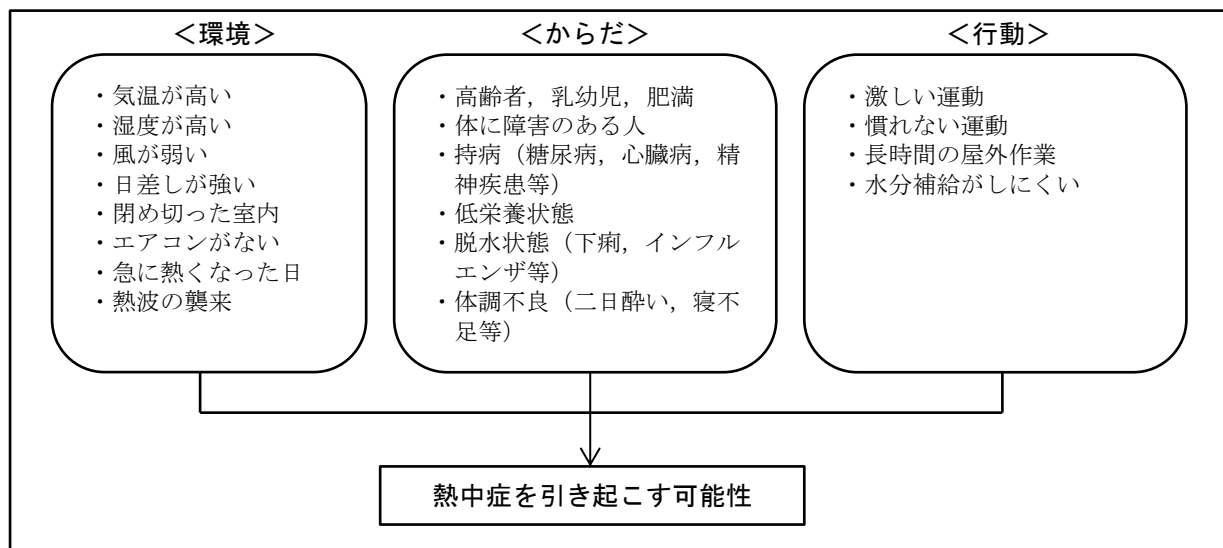 ＜環境＞
・気温が高い
・湿度が高い
・風が弱い
・日差しが強い
・閉め切った室内
・エアコンがない
・急に熱くなった日
・熱波の襲来
＜からだ＞
・高齢者，乳幼児，肥満
・体に障害のある人
・持病（糖尿病，心臓病，精
神疾患等）
・低栄養状態
・脱水状態（下痢，インフル
エンザ等）
・体調不良（二日酔い，寝不
足等）
＜行動＞
・激しい運動
・慣れない運動
・長時間の屋外作業
・水分補給がしにくい
熱中症を引き起こす可能性